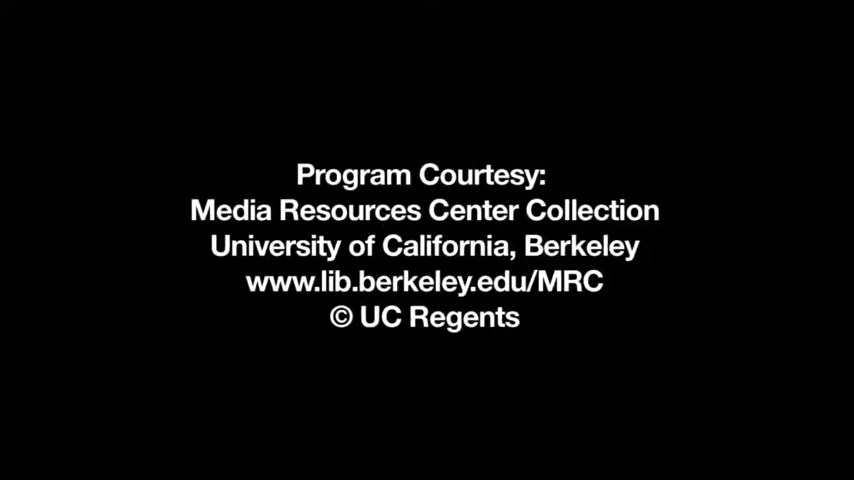 Program Courtesy:
Media Resources Center Collection
University of California, Berkeley
www.lib.berkeley.edu/MRC
© UC Regents